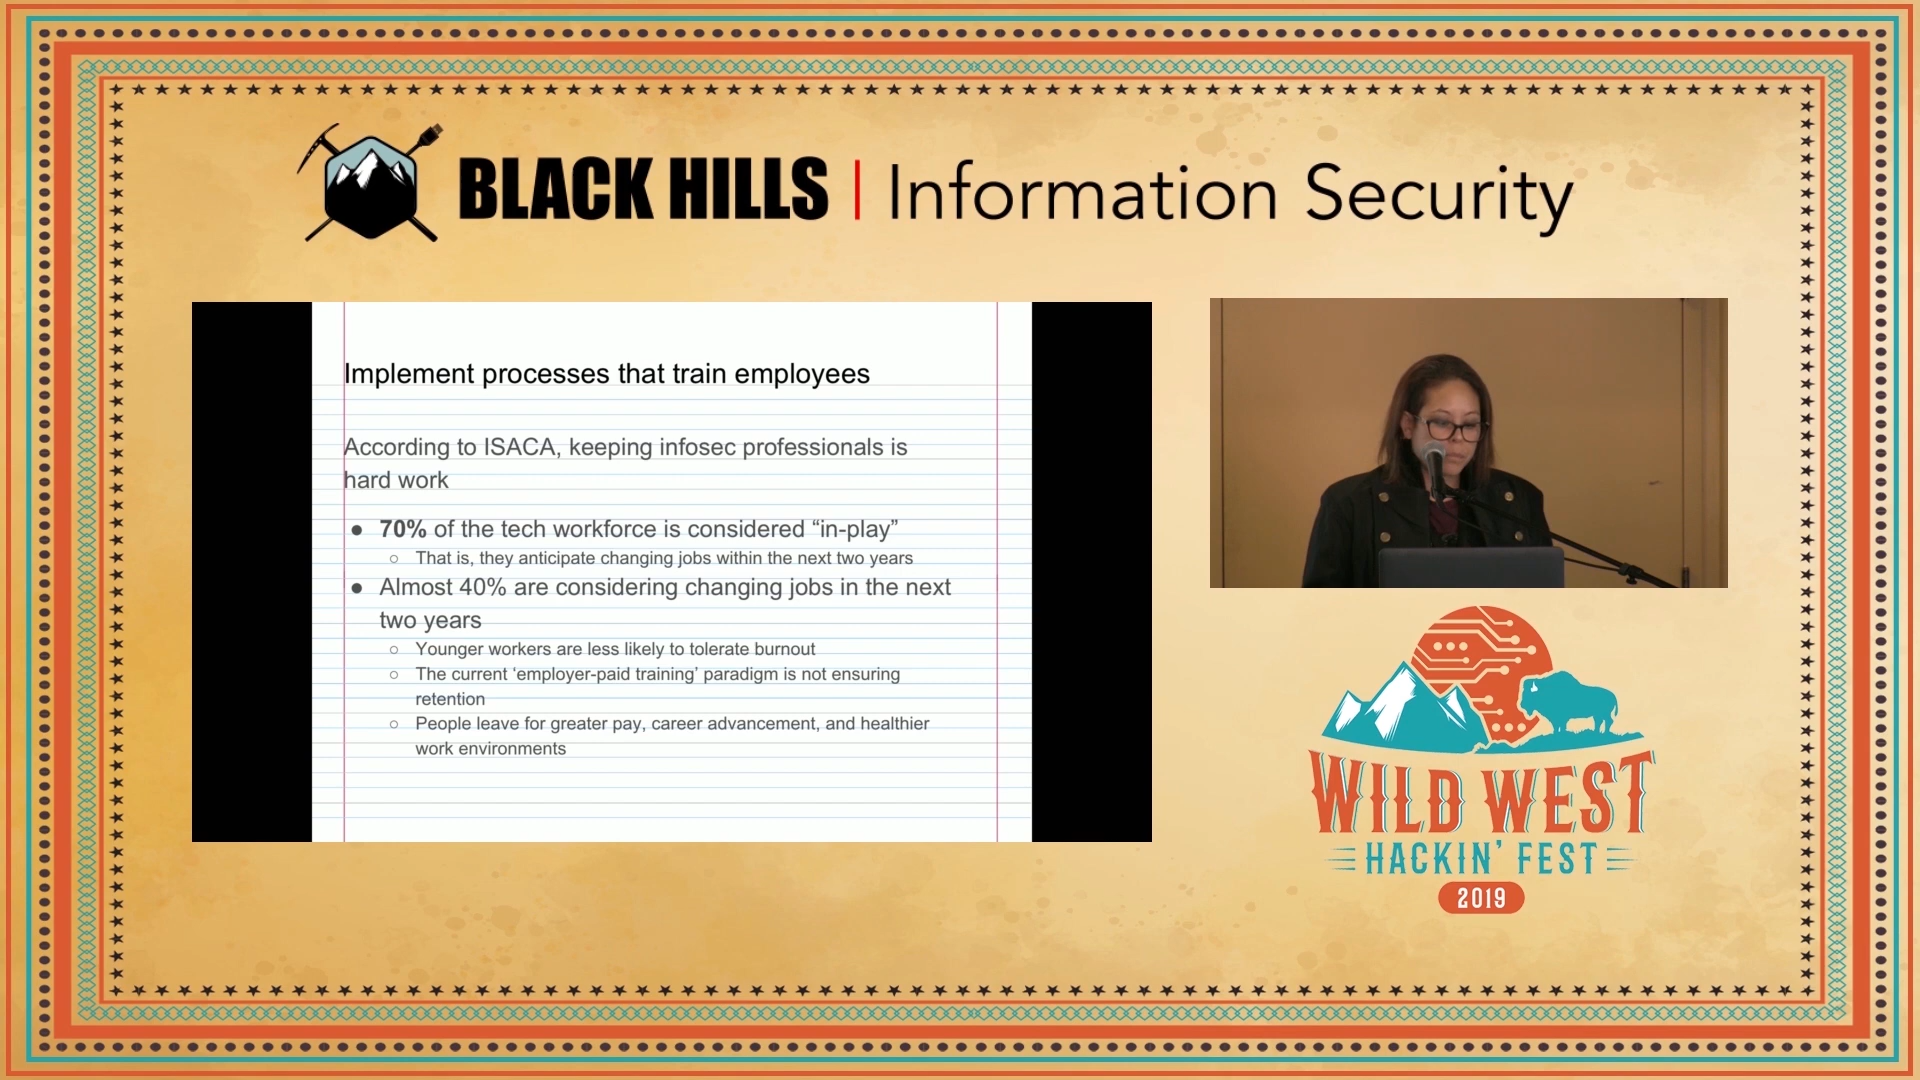 BLACK HILLS | Information Security
Implement processes that train employees
According to ISACA, keeping infosec professionals is
hard work
● 70% of the tech workforce is considered “in-play”
○ That is, they anticipate changing jobs within the next two years
● Almost 40% are considering changing jobs in the next
two years
○ Younger workers are less likely to tolerate burnout
○ The current ‘employer-paid training’ paradigm is not ensuring
retention
○ People leave for greater pay, career advancement, and healthier
work environments
WILD WEST
HACKIN’ FEST
2019